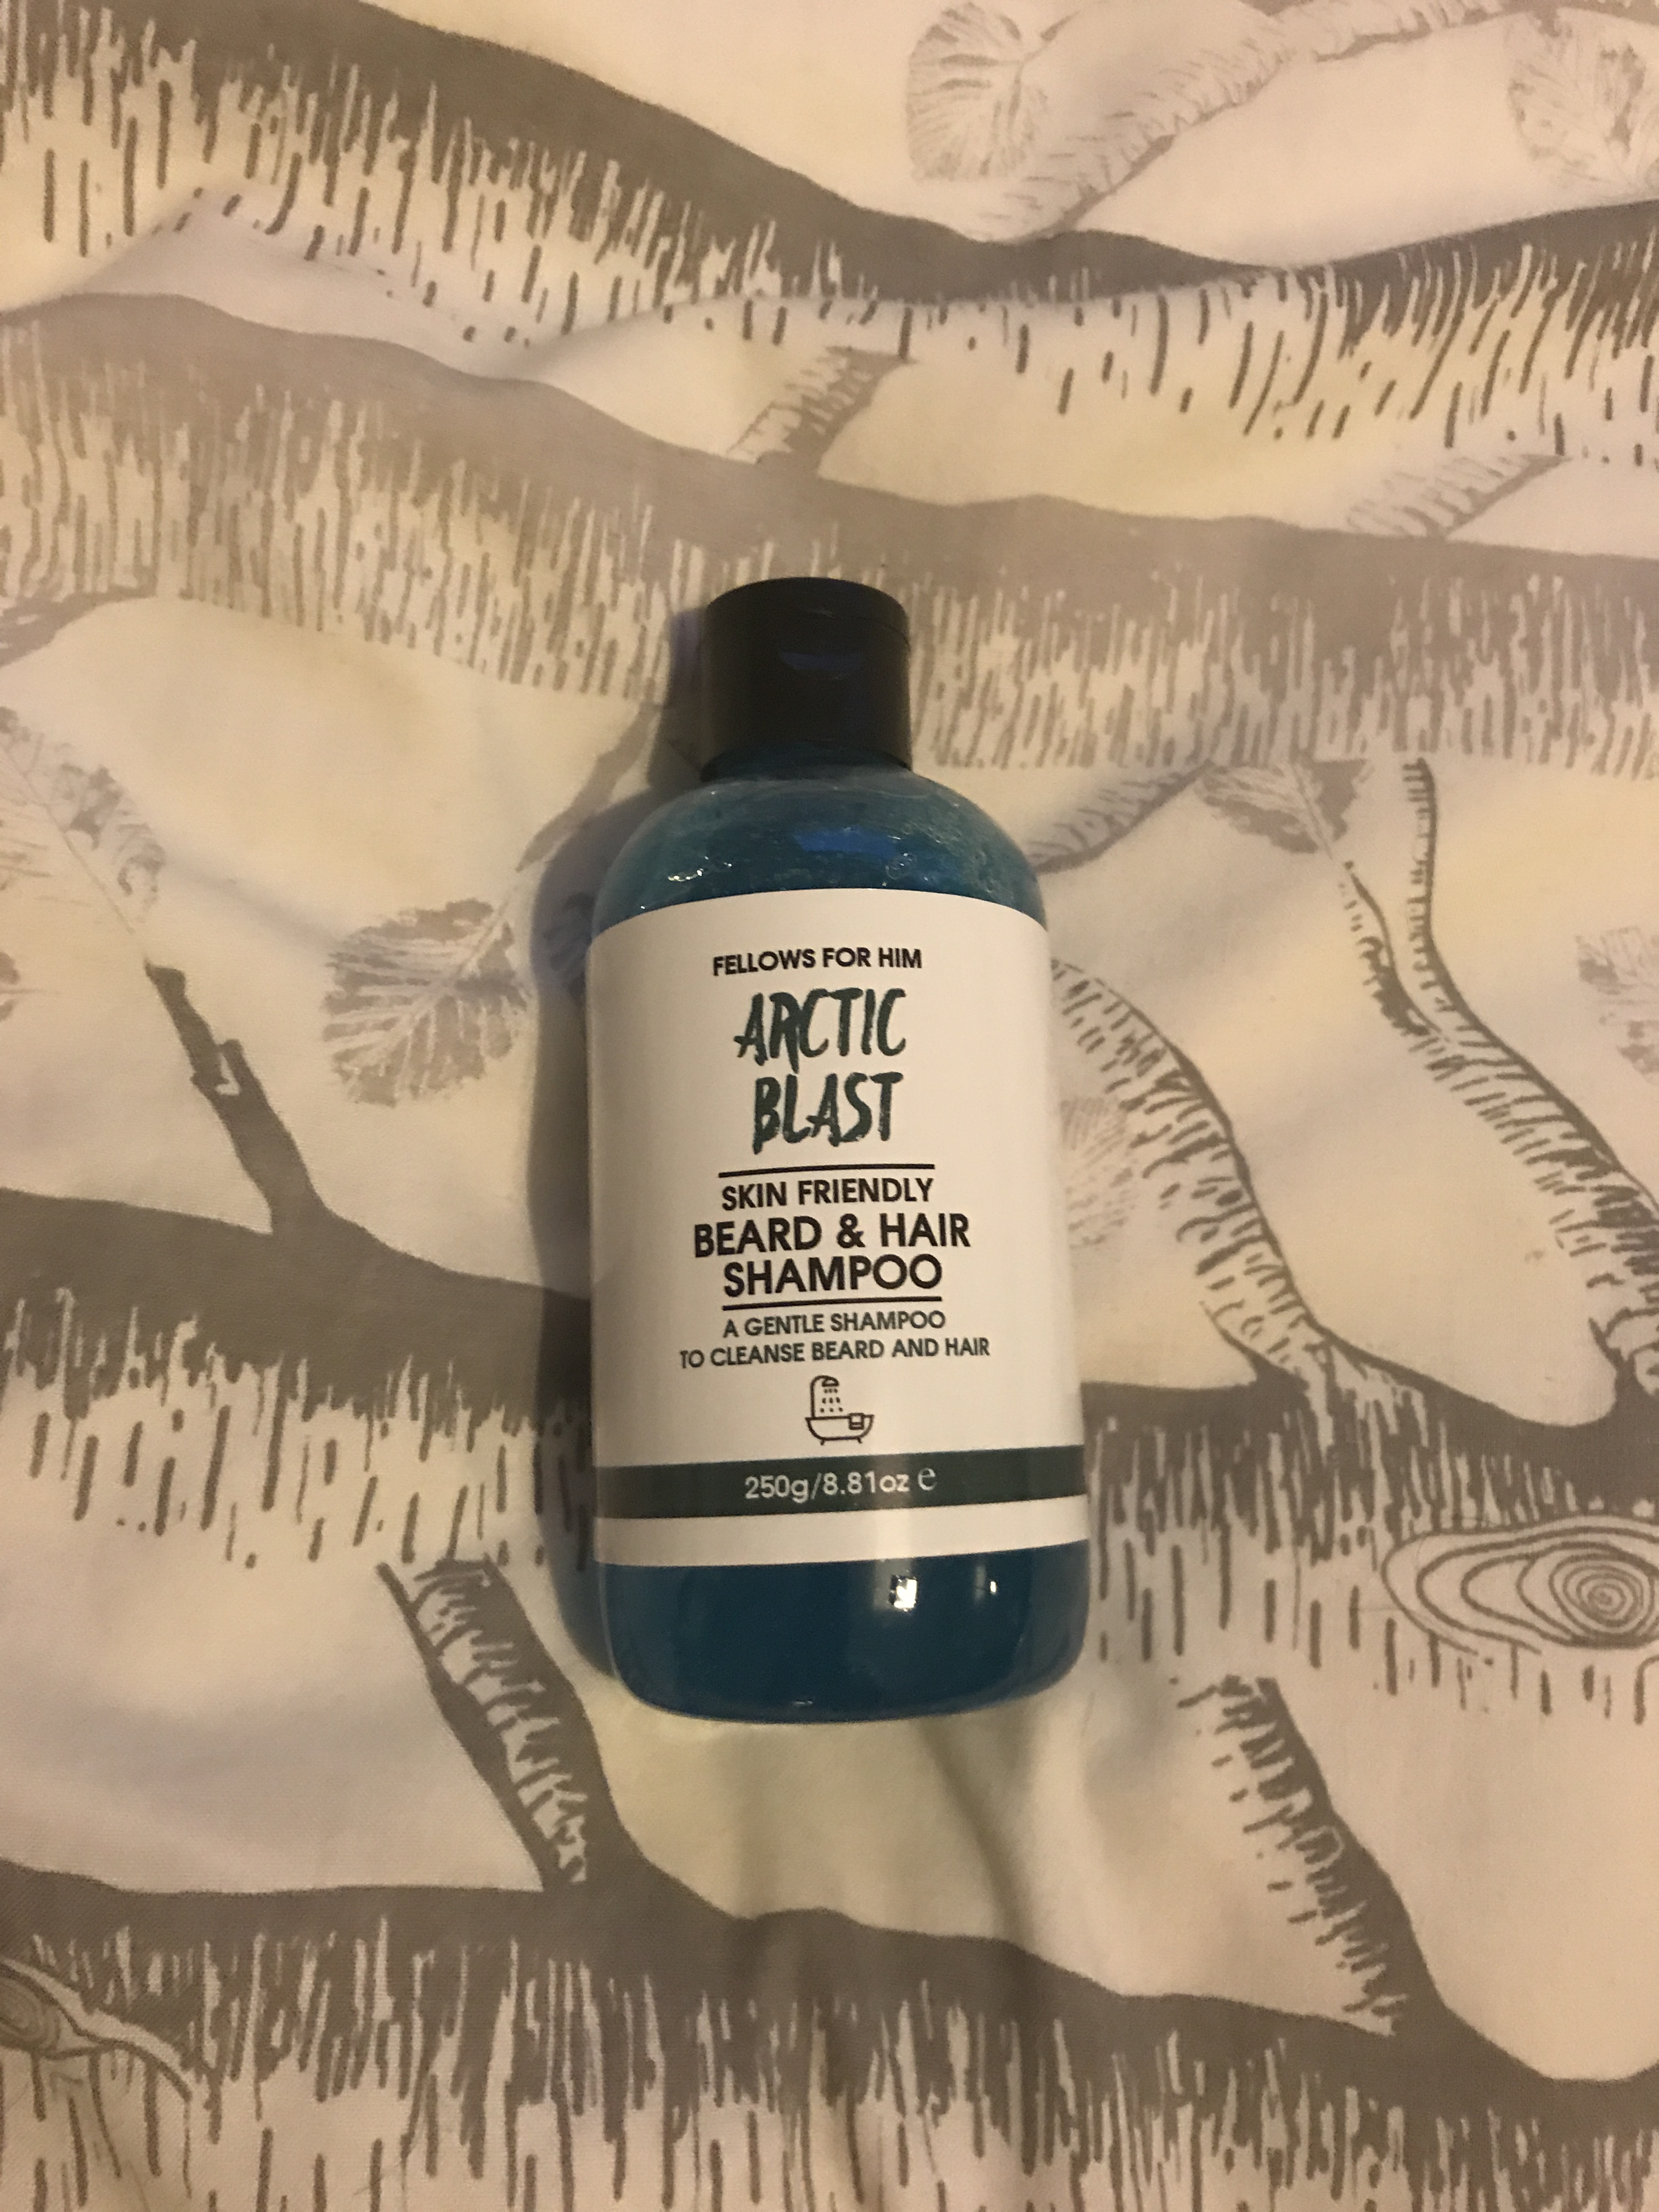 FELLOWS FOR HIM
ARCTIC
BLAST
SKIN FRIENDLY
BEARD & HAIR
SHAMPOO
A GENTLE SHAMPOO
TO CLEANSE BEARD AND HAIR
250g/8.81oz ℮